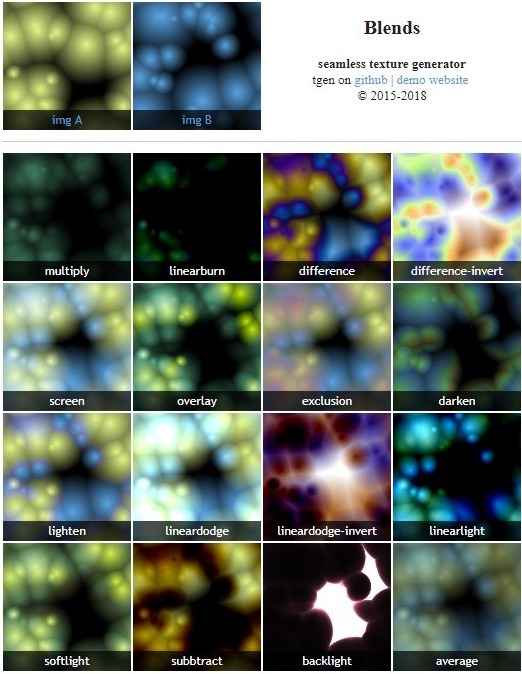 img A
img B
Blends
seamless texture generator
tgen on github | demo website
© 2015-2018
multiply
linearburn
difference
difference-invert
screen
overlay
exclusion
darken
lighten
lineardodge
lineardodge-invert
linearlight
softlight
subbtract
backlight
average